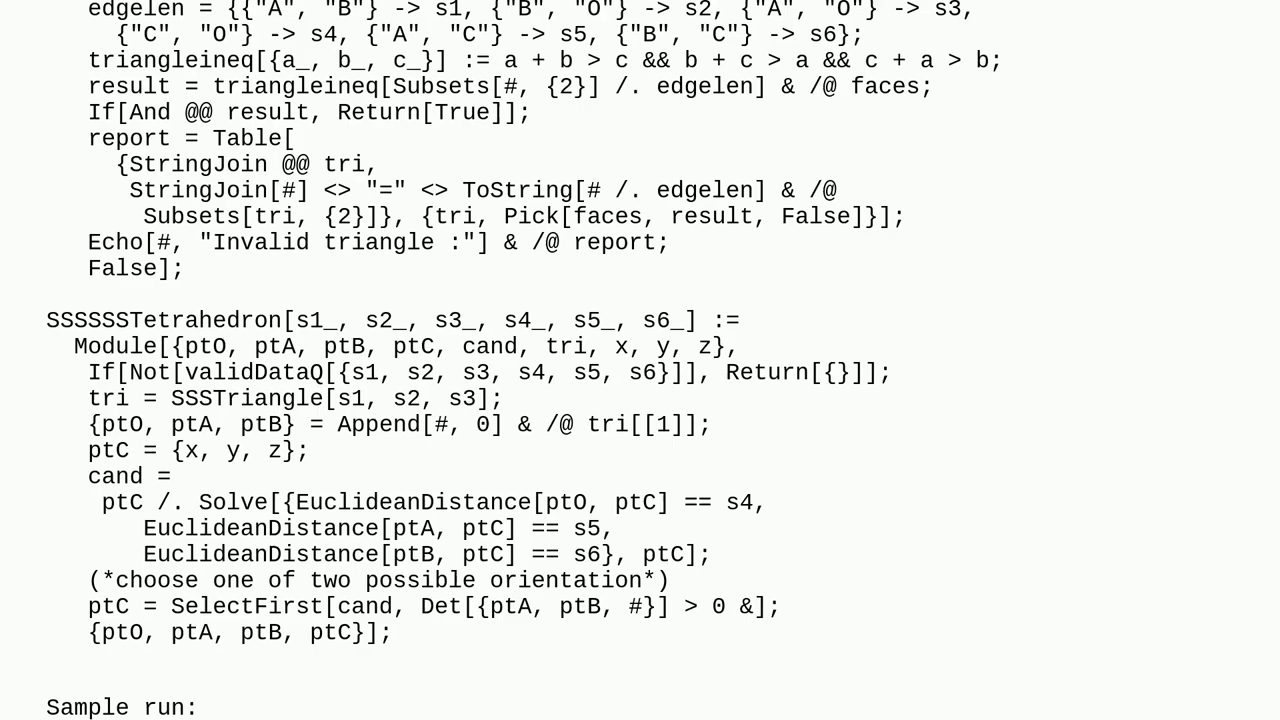 edgelen = {{"A", "B"} -> s1, {"B", "O"} -> s2, {"A", "O"} -> s3,
{"C", "O"} -> s4, {"A", "C"} -> s5, {"B", "C"} -> s6};
triangleineq[{a_, b_, c_}] := a + b > c && b + c > a && c + a > b;
result = triangleineq[Subsets[#, {2}] /. edgelen] & /@ faces;
If[And @@ result, Return[True]];
report = Table[
{StringJoin @@ tri,
StringJoin[#] <> "=" <> ToString[# /. edgelen] & /@
Subsets[tri, {2}]}, {tri, Pick[faces, result, False]}];
Echo[#, "Invalid triangle :"] & /@ report;
False];
SSSSSSTetrahedron[s1_, s2_, s3_, s4_, s5_, s6_] :=
Module[{ptO, ptA, ptB, ptC, cand, tri, x, y, z},
If[Not[validDataQ[{s1, s2, s3, s4, s5, s6}]], Return[{}]];
tri = SSSTriangle[s1, s2, s3];
{ptO, ptA, ptB} = Append[#, 0] & /@ tri[[1]];
ptC = {x, y, z};
cand =
ptC /. Solve[{EuclideanDistance[ptO, ptC] == s4,
EuclideanDistance[ptA, ptC] == s5,
EuclideanDistance[ptB, ptC] == s6}, ptC];
(*choose one of two possible orientation*)
ptC = SelectFirst[cand, Det[{ptA, ptB, #}] > 0 &];
{ptO, ptA, ptB, ptC}];
Sample run: